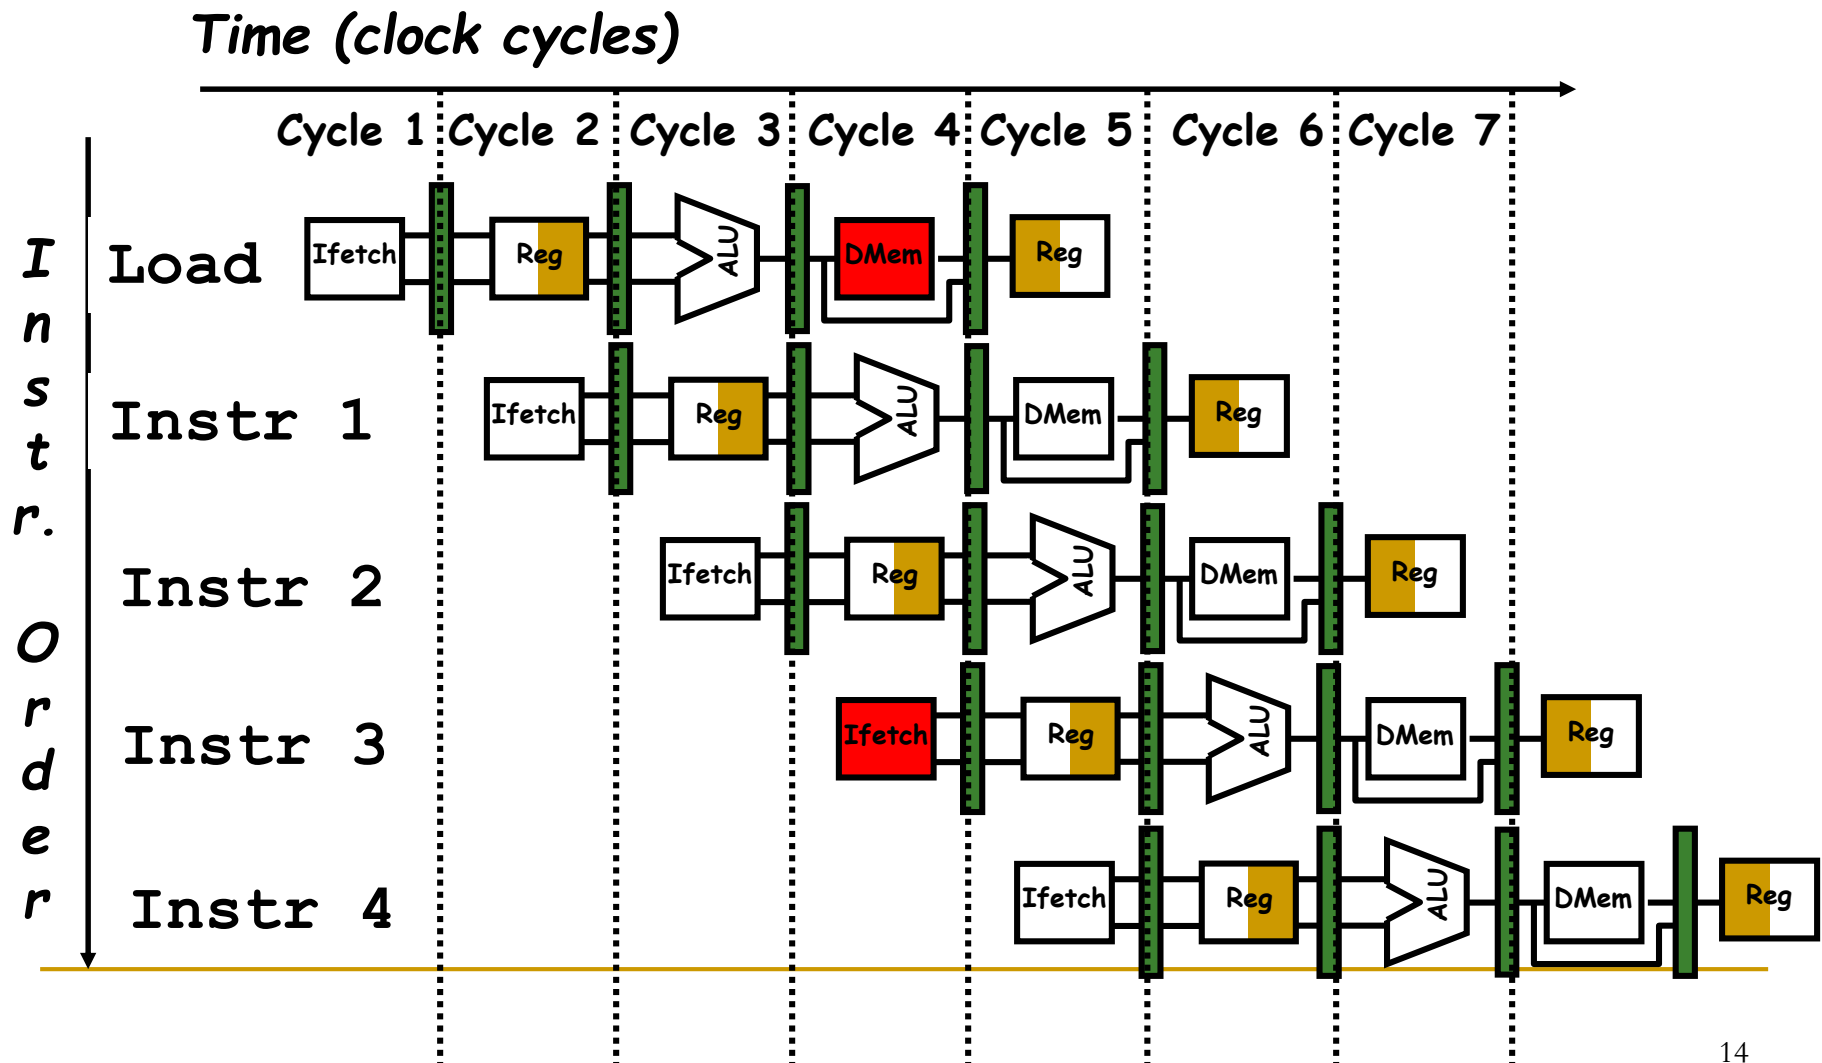 Time (clock cycles)
Cycle 1 Cycle 2 Cycle 3 Cycle 4 Cycle 5 Cycle 6 Cycle 7
Instr. Order
Load Ifetch Reg ALU DMem Reg
Instr 1 Ifetch Reg ALU DMem Reg
Instr 2 Ifetch Reg ALU DMem Reg
Instr 3 Ifetch Reg ALU DMem Reg
Instr 4 Ifetch Reg ALU DMem Reg
14